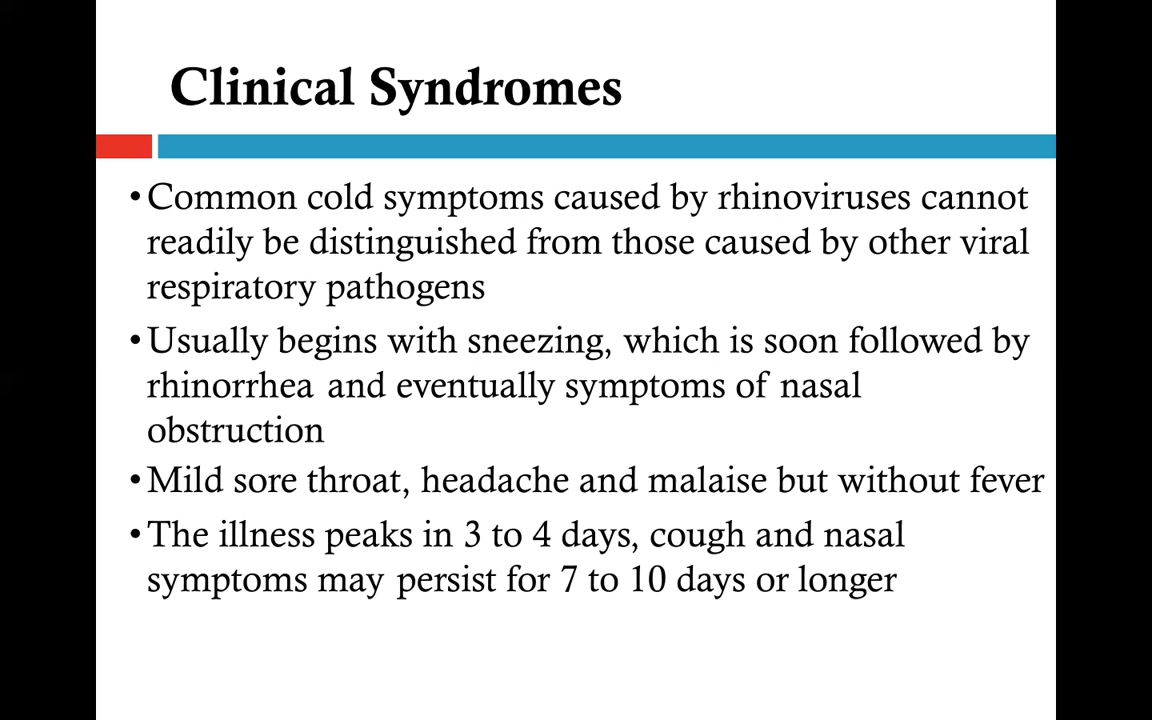 Clinical Syndromes
•Common cold symptoms caused by rhinoviruses cannot
readily be distinguished from those caused by other viral
respiratory pathogens
•Usually begins with sneezing, which is soon followed by
rhinorrhea and eventually symptoms of nasal
obstruction
•Mild sore throat, headache and malaise but without fever
•The illness peaks in 3 to 4 days, cough and nasal
symptoms may persist for 7 to 10 days or longer